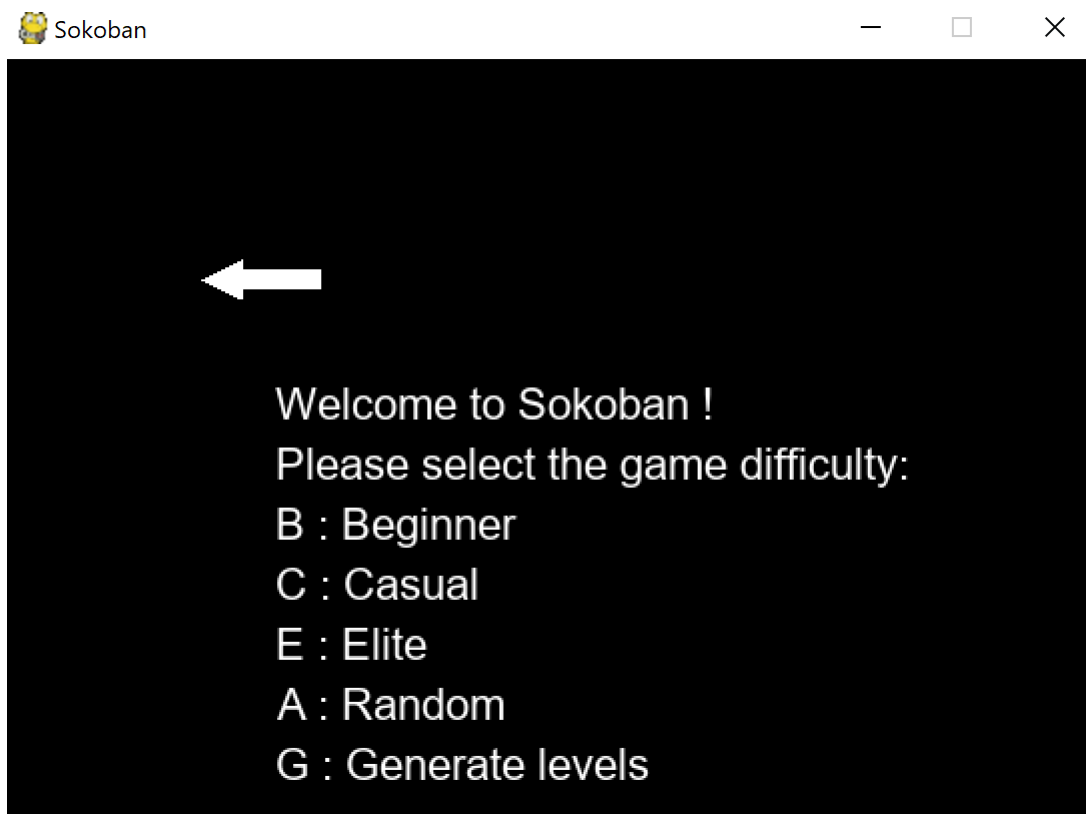 Sokoban
Welcome to Sokoban !
Please select the game difficulty:
B : Beginner
C : Casual
E : Elite
A : Random
G : Generate levels